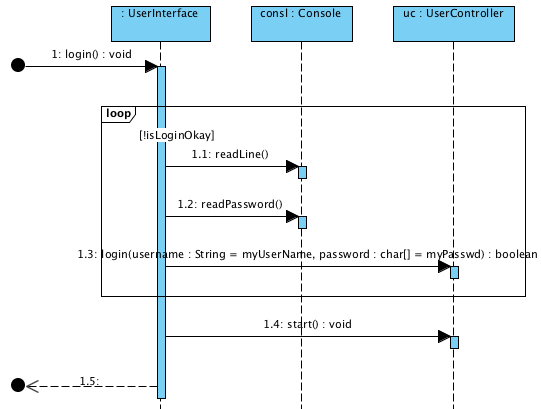 : UserInterface
consl : Console
uc : UserController
1: login() : void
loop
[!isLoginOkay]
1.1: readLine()
1.2: readPassword()
1.3: login(username : String = myUserName, password : char[] = myPasswd) : boolean
1.4: start() : void
1.5: